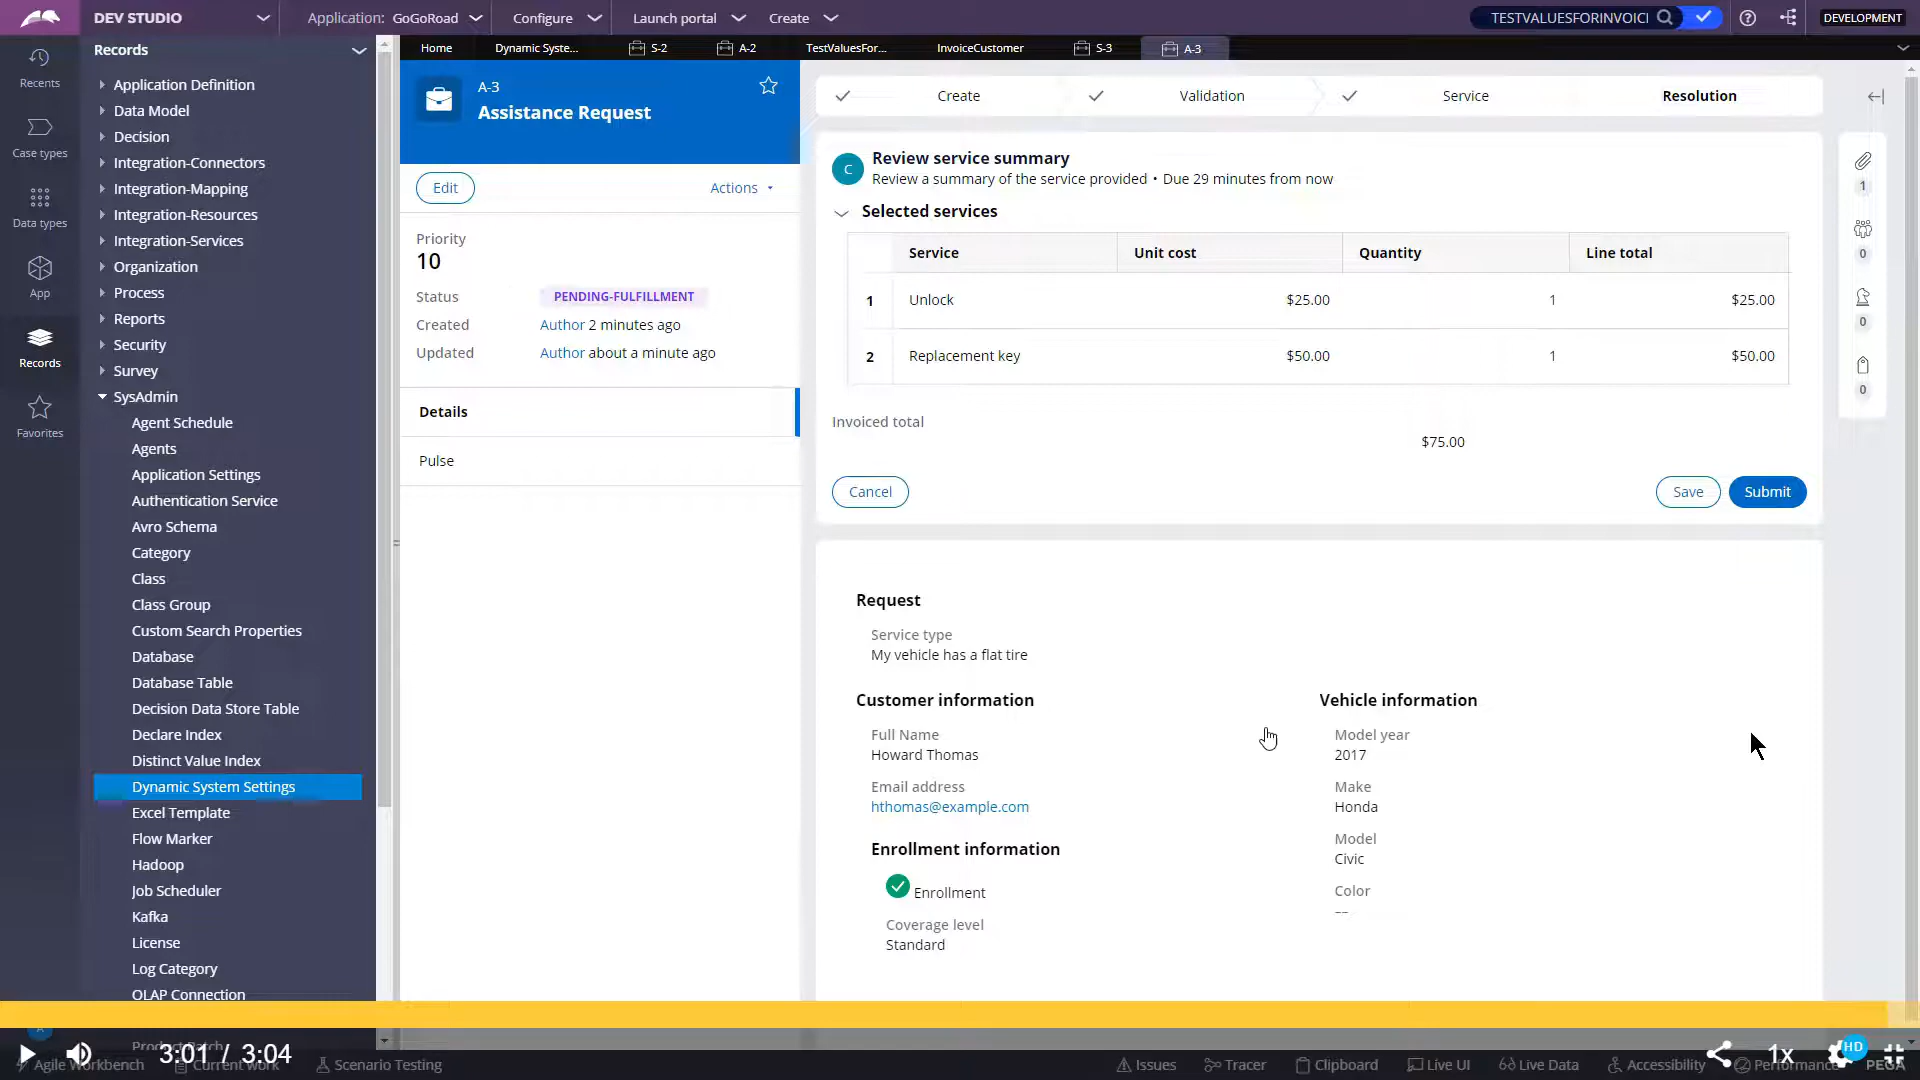 DEV STUDIO
Application: GoGoRoad
Configure
Launch portal
Create
TESTVALUESFORINVOICI
DEVELOPMENT
Recents
Case types
Data types
App
Records
Favorites
Records
Application Definition
Data Model
Decision
Integration-Connectors
Integration-Mapping
Integration-Resources
Integration-Services
Organization
Process
Reports
Security
Survey
SysAdmin
Agent Schedule
Agents
Application Settings
Authentication Service
Avro Schema
Category
Class
Class Group
Custom Search Properties
Database
Database Table
Decision Data Store Table
Declare Index
Distinct Value Index
Dynamic System Settings
Excel Template
Flow Marker
Hadoop
Job Scheduler
Kafka
License
Log Category
OLAP Connection
Product Patch
Home
Dynamic Syste...
S-2
A-2
TestValuesFor...
InvoiceCustomer
S-3
A-3
A-3
Assistance Request
Edit
Actions
Priority
10
Status PENDING-FULFILLMENT
Created Author 2 minutes ago
Updated Author about a minute ago
Details
Pulse
Create
Validation
Service
Resolution
C
Review service summary
Review a summary of the service provided • Due 29 minutes from now
Selected services
Service Unit cost Quantity Line total
1 Unlock $25.00 1 $25.00
2 Replacement key $50.00 1 $50.00
Invoiced total
$75.00
Cancel
Save
Submit
1
0
0
0
Request
Service type
My vehicle has a flat tire
Customer information
Full Name
Howard Thomas
Email address
hthomas@example.com
Enrollment information
Enrollment
Coverage level
Standard
Vehicle information
Model year
2017
Make
Honda
Model
Civic
Color
--
3:01 / 3:04
1x
HD
Agile Workbench
Current work
Scenario Testing
Issues
Tracer
Clipboard
Live UI
Live Data
Accessibility
Performance
PEGA